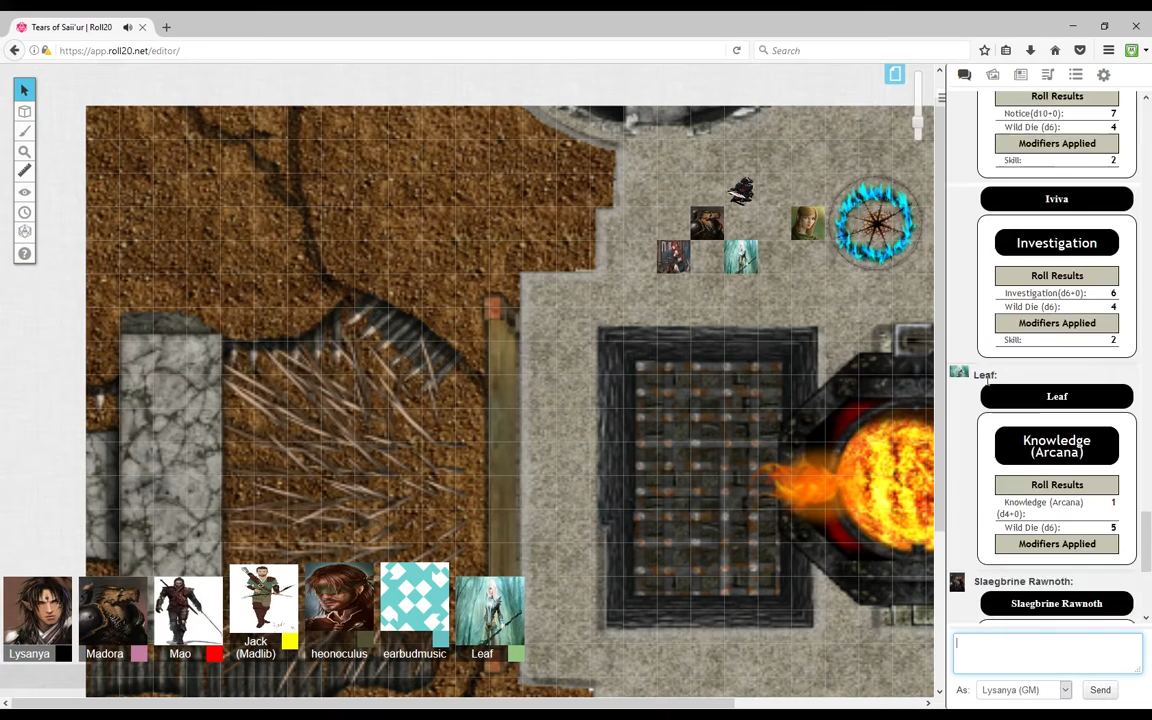 Tears of Saii'ur | Roll20
https://app.roll20.net/editor/
Search
Roll Results
Notice(d10+0): 7
Wild Die (d6): 4
Modifiers Applied
Skill: 2
Iviva
Investigation
Roll Results
Investigation(d6+0): 6
Wild Die (d6): 4
Modifiers Applied
Skill: 2
Leaf:
Leaf
Knowledge
(Arcana)
Roll Results
Knowledge (Arcana) 1
(d4+0):
Wild Die (d6): 5
Modifiers Applied
Slaegbrine Rawnoth:
Slaegbrine Rawnoth
As: Lysanya (GM) Send
Lysanya
Madora
Mao
Jack
(Madlib)
heonoculus
earbudmusic
Leaf